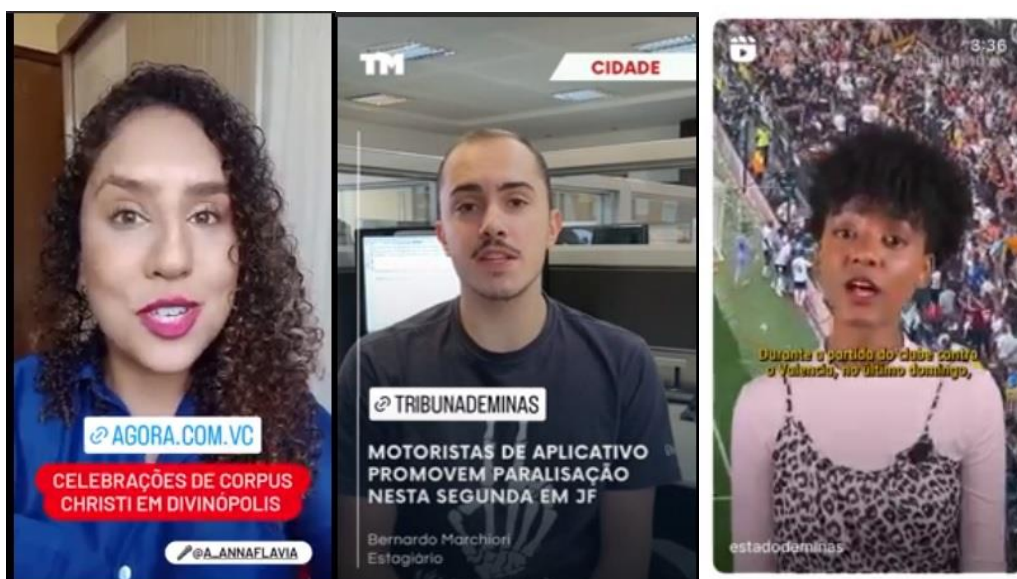 AGORA.COM.VC
CELEBRAÇÕES DE CORPUS
CHRISTI EM DIVINÓPOLIS
@A_ANNAFLAVIA
TM
CIDADE
TRIBUNADEMINAS
MOTORISTAS DE APLICATIVO
PROMOVEM PARALISAÇÃO
NESTA SEGUNDA EM JF
Bernardo Marchiori
Estagiário
3:36
Durante a partida do clube contra
o Valencia, no último domingo,
estadodeminas